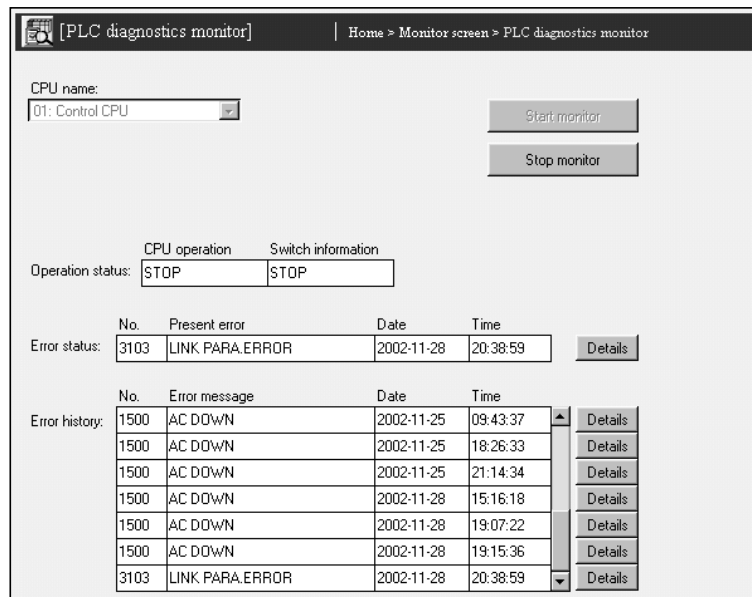 [PLC diagnostics monitor] Home > Monitor screen > PLC diagnostics monitor
CPU name:
01: Control CPU
Start monitor
Stop monitor
CPU operation Switch information
Operation status: STOP STOP
No. Present error Date Time
Error status: 3103 LINK PARA.ERROR 2002-11-28 20:38:59 Details
No. Error message Date Time
Error history: 1500 AC DOWN 2002-11-25 09:43:37 Details
1500 AC DOWN 2002-11-25 18:26:33 Details
1500 AC DOWN 2002-11-25 21:14:34 Details
1500 AC DOWN 2002-11-28 15:16:18 Details
1500 AC DOWN 2002-11-28 19:07:22 Details
1500 AC DOWN 2002-11-28 19:15:36 Details
3103 LINK PARA.ERROR 2002-11-28 20:38:59 Details